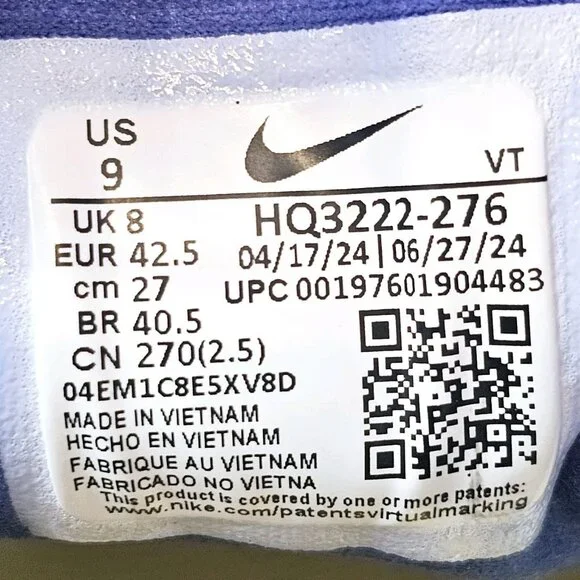 US
9
VT
UK 8
HQ3222-276
EUR 42.5
04/17/24 | 06/27/24
cm 27
UPC 00197601904483
BR 40.5
CN 270(2.5)
04EM1C8E5XV8D
MADE IN VIETNAM
HECHO EN VIETNAM
FABRIQUE AU VIETNAM
FABRICADO NO VIETNA
This product is covered by one or more patents:
www.nike.com/patentsvirtualmarking